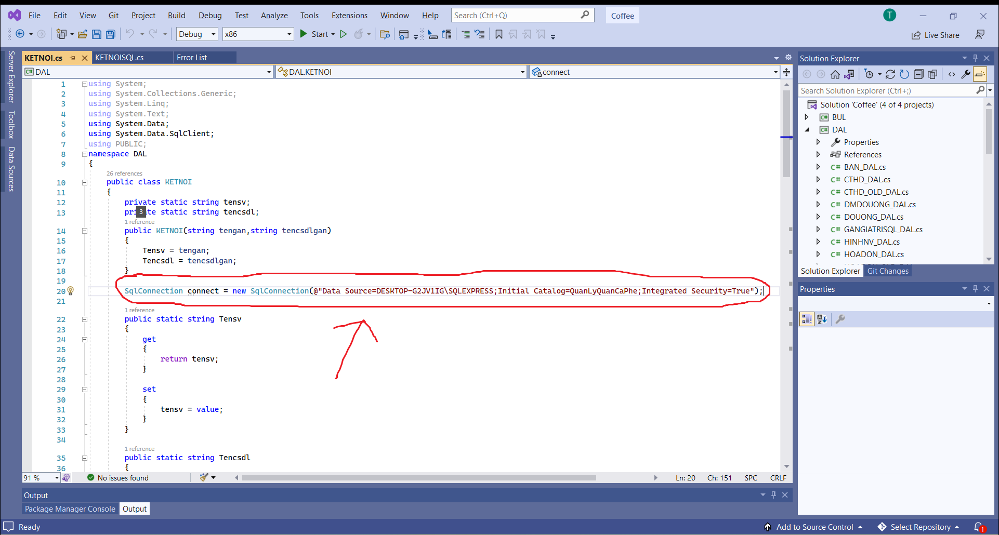 File Edit View Git Project Build Debug Test Analyze Tools Extensions Window Help Search (Ctrl+Q) Coffee T
Debug x86 Start Live Share
Server Explorer
Toolbox
Data Sources
KETNOI.cs KETNOISQL.cs Error List
C# DAL DAL.KETNOI connect
1 using System;
2 using System.Collections.Generic;
3 using System.Linq;
4 using System.Text;
5 using System.Data;
6 using System.Data.SqlClient;
7 using PUBLIC;
8 namespace DAL
9 {
26 references
10 public class KETNOI
11 {
12 private static string tensv;
13 pri3te static string tencsdl;
1 reference
14 public KETNOI(string tengan,string tencsdlgan)
15 {
16 Tensv = tengan;
17 Tencsdl = tencsdlgan;
18 }
19
20 SqlConnection connect = new SqlConnection(@"Data Source=DESKTOP-G2JV1IG\SQLEXPRESS;Initial Catalog=QuanLyQuanCaPhe;Integrated Security=True");
21
1 reference
22 public static string Tensv
23 {
24 get
25 {
26 return tensv;
27 }
28
29 set
30 {
31 tensv = value;
32 }
33 }
34
1 reference
35 public static string Tencsdl
36 {
91 % No issues found Ln: 20 Ch: 151 SPC CRLF
Output
Package Manager Console Output
Solution Explorer
Search Solution Explorer (Ctrl+;)
Solution 'Coffee' (4 of 4 projects)
C# BUL
C# DAL
Properties
References
C# BAN_DAL.cs
C# CTHD_DAL.cs
C# CTHD_OLD_DAL.cs
C# DMDOUONG_DAL.cs
C# DOUONG_DAL.cs
C# GANGIATRISQL_DAL.cs
C# HINHNV_DAL.cs
C# HOADON_DAL.cs
Solution Explorer Git Changes
Properties
Ready Add to Source Control Select Repository 1